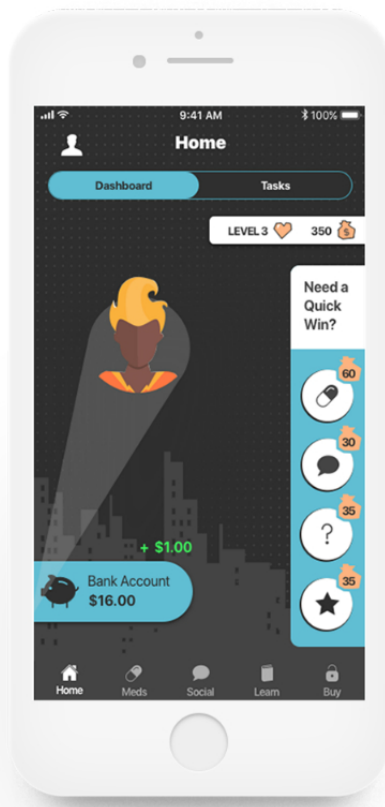 9:41 AM
100%
Home
Dashboard
Tasks
LEVEL 3
350
$
Need a
Quick
Win?
60
30
35
?
35
+ $1.00
Bank Account
$16.00
Home
Meds
Social
Learn
Buy